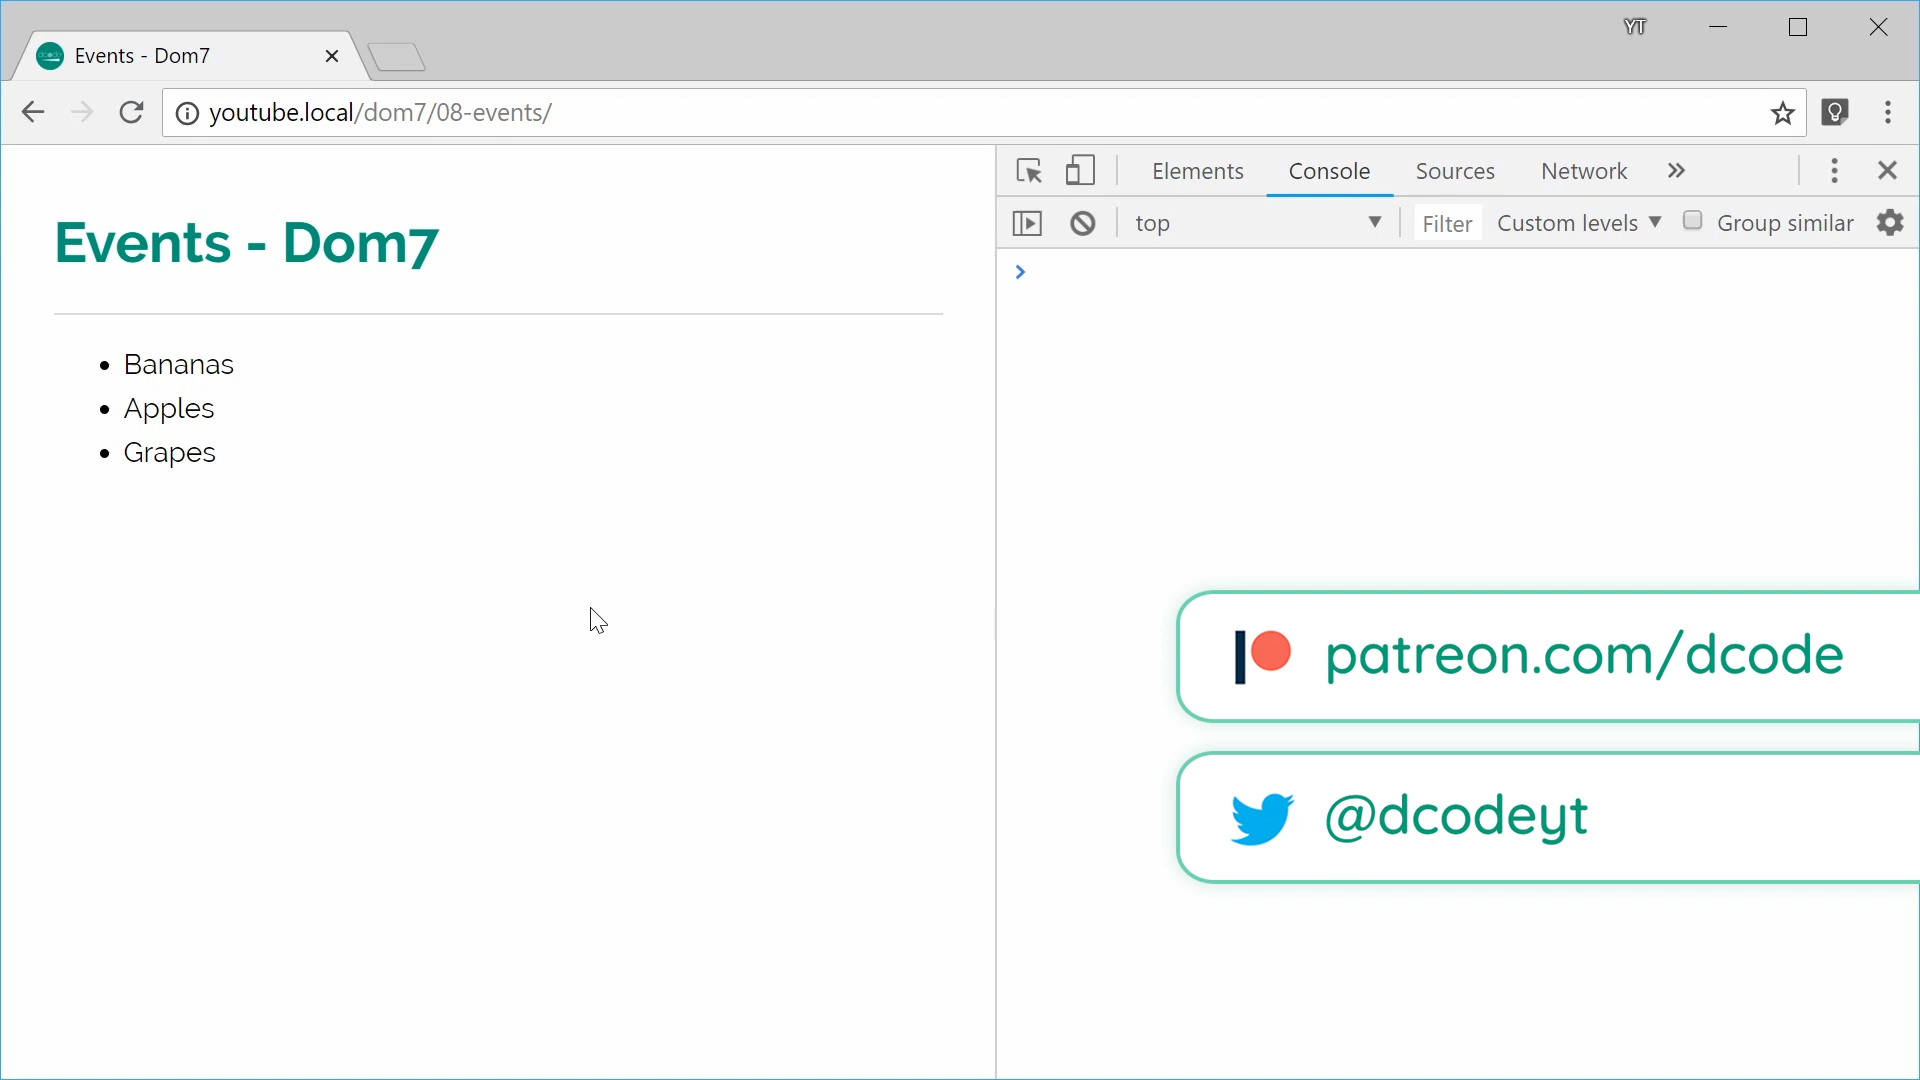 YT
Events - Dom7
youtube.local/dom7/08-events/
Elements Console Sources Network
top Filter Custom levels Group similar
Events - Dom7
Bananas
Apples
Grapes
patreon.com/dcode
@dcodeyt